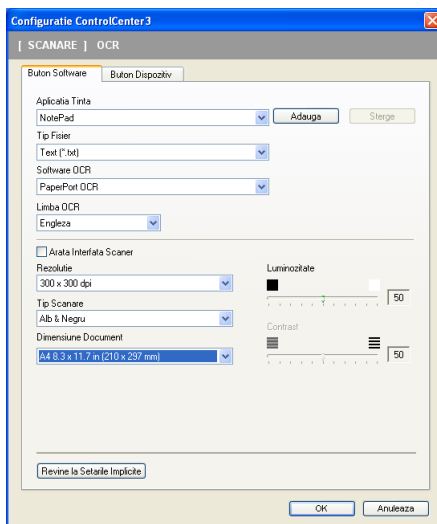 Configuratie ControlCenter3
[ SCANARE ] OCR
Buton Software Buton Dispozitiv
Aplicatia Tinta
NotePad Adauga Sterge
Tip Fisier
Text (*.txt)
Software OCR
PaperPort OCR
Limba OCR
Engleza
Arata Interfata Scaner
Rezolutie Luminozitate
300 x 300 dpi 50
Tip Scanare
Alb & Negru
Contrast
Dimensiune Document
A4 8.3 x 11.7 in (210 x 297 mm) 50
Revine la Setarile Implicite
OK Anuleaza